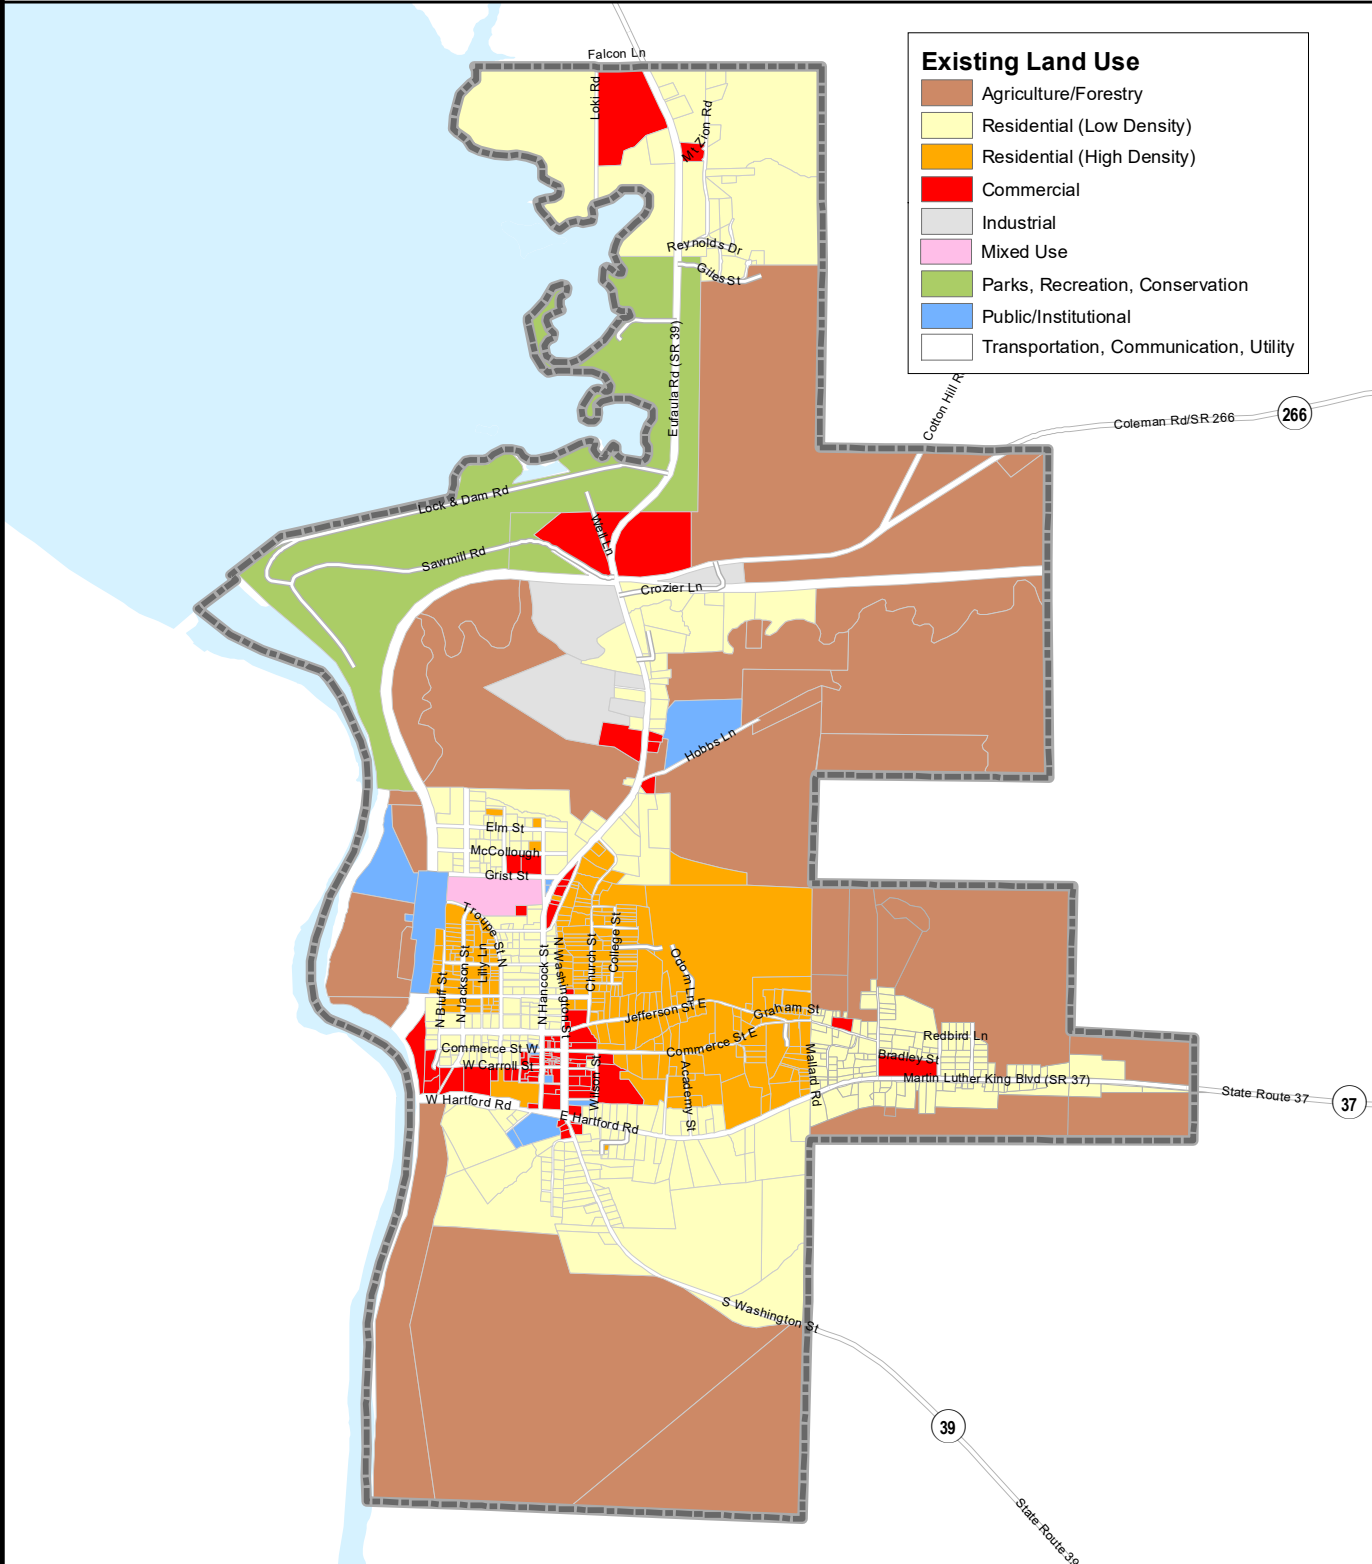 Falcon Ln
Existing Land Use
Agriculture/Forestry
Residential (Low Density)
Residential (High Density)
Commercial
Industrial
Mixed Use
Parks, Recreation, Conservation
Public/Institutional
Transportation, Communication, Utility
Loki Rd
Mt Zion Rd
Reynolds Dr
Giles St
Eufaula Rd (SR 39)
Cotton Hill R
Coleman Rd/SR 266
266
Lock & Dam Rd
Well Ln
Sawmill Rd
Crozier Ln
Hobbs Ln
Elm St
McCollough
Grist St
Troupe St N
N Bluff St
N Jackson St
Lilly Ln
N Hancock St
N Washington St
Church St
College St
Odom Ln
Jefferson St E
Graham St
Commerce St E
Commerce St W
W Carroll St
Wilson St
Academy St
Mallard Rd
Redbird Ln
Bradley St
Martin Luther King Blvd (SR 37)
State Route 37
37
W Hartford Rd
E Hartford Rd
S Washington St
39
State Route 39